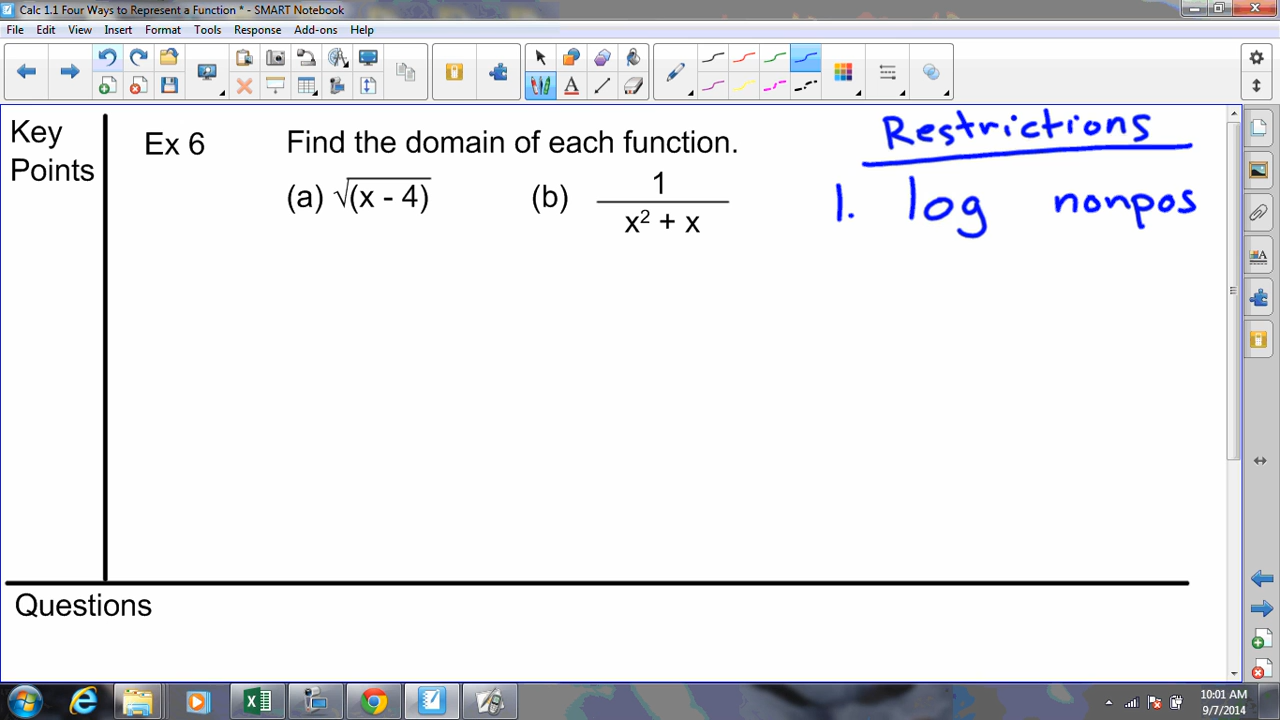 Calc 1.1 Four Ways to Represent a Function * - SMART Notebook
File Edit View Insert Format Tools Response Add-ons Help
Key
Points
Ex 6 Find the domain of each function.
(a) √(x - 4) (b) 1
x² + x
Restrictions
1. log nonpos
Questions
10:01 AM
9/7/2014